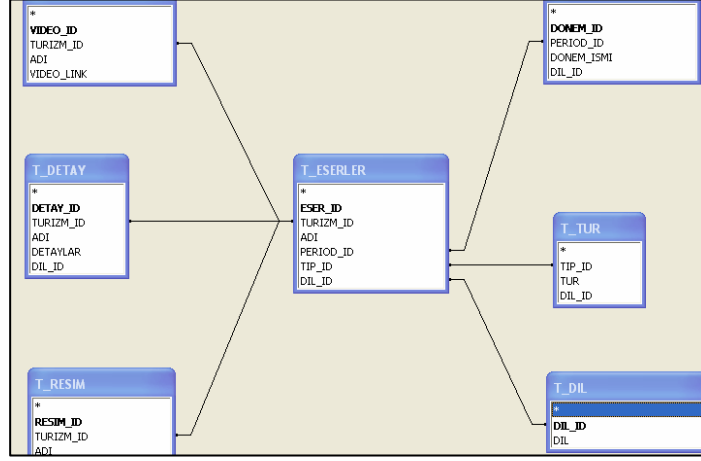 *
VIDEO_ID
TURIZM_ID
ADI
VIDEO_LINK
*
DONEM_ID
PERIOD_ID
DONEM_ISMI
DIL_ID
T_DETAY
*
DETAY_ID
TURIZM_ID
ADI
DETAYLAR
DIL_ID
T_ESERLER
*
ESER_ID
TURIZM_ID
ADI
PERIOD_ID
TIP_ID
DIL_ID
T_TUR
*
TIP_ID
TUR
DIL_ID
T_RESIM
*
RESIM_ID
TURIZM_ID
ADI
T_DIL
*
DIL_ID
DIL